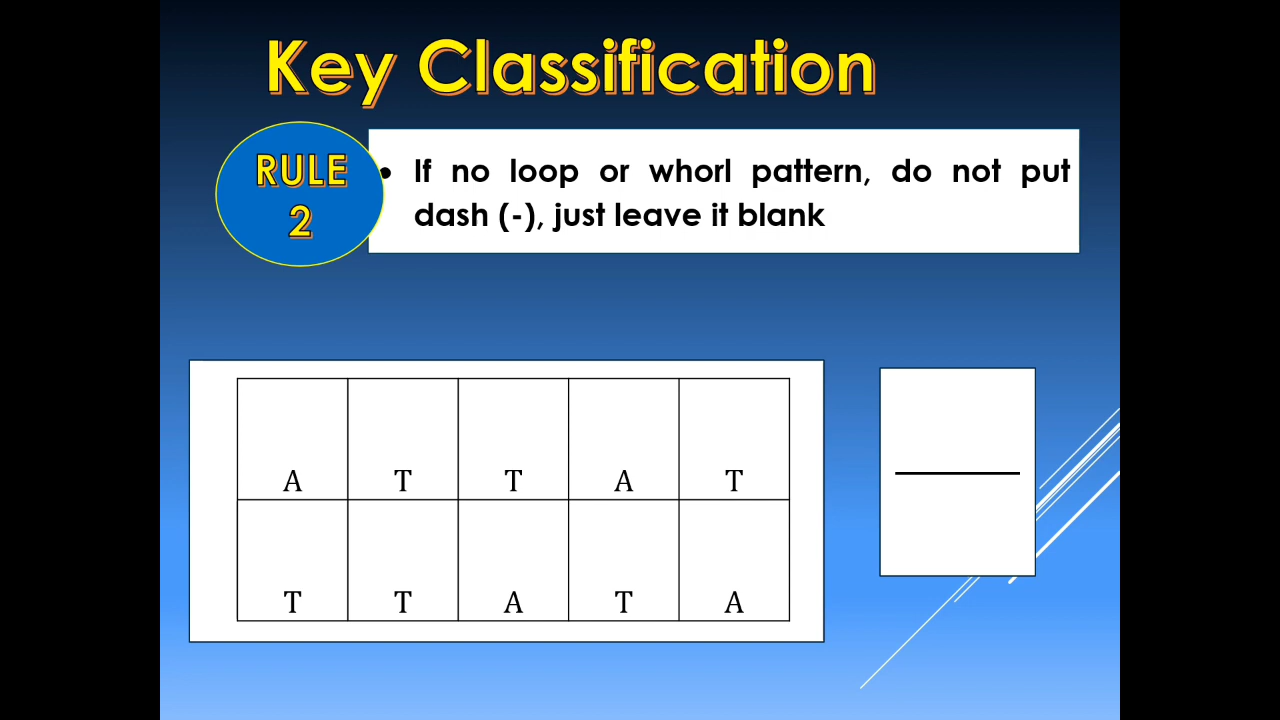 Key Classification
RULE
2
• If no loop or whorl pattern, do not put
dash (-), just leave it blank
A T T A T
T T A T A